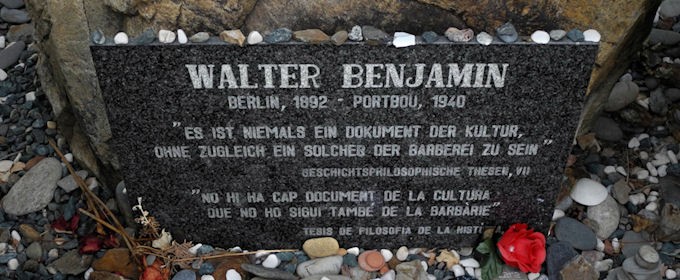 WALTER BENJAMIN
BERLIN, 1892 - PORTBOU, 1940
"ES IST NIEMALS EIN DOKUMENT DER KULTUR,
OHNE ZUGLEICH EIN SOLCHES DER BARBEREI ZU SEIN"
GESCHICHTSPHILOSOPHISCHE THESEN, VII
"NO HI HA CAP DOCUMENT DE LA CULTURA
QUE NO HO SIGUI TAMBÉ DE LA BARBÀRIE"
TESIS DE FILOSOFIA DE LA